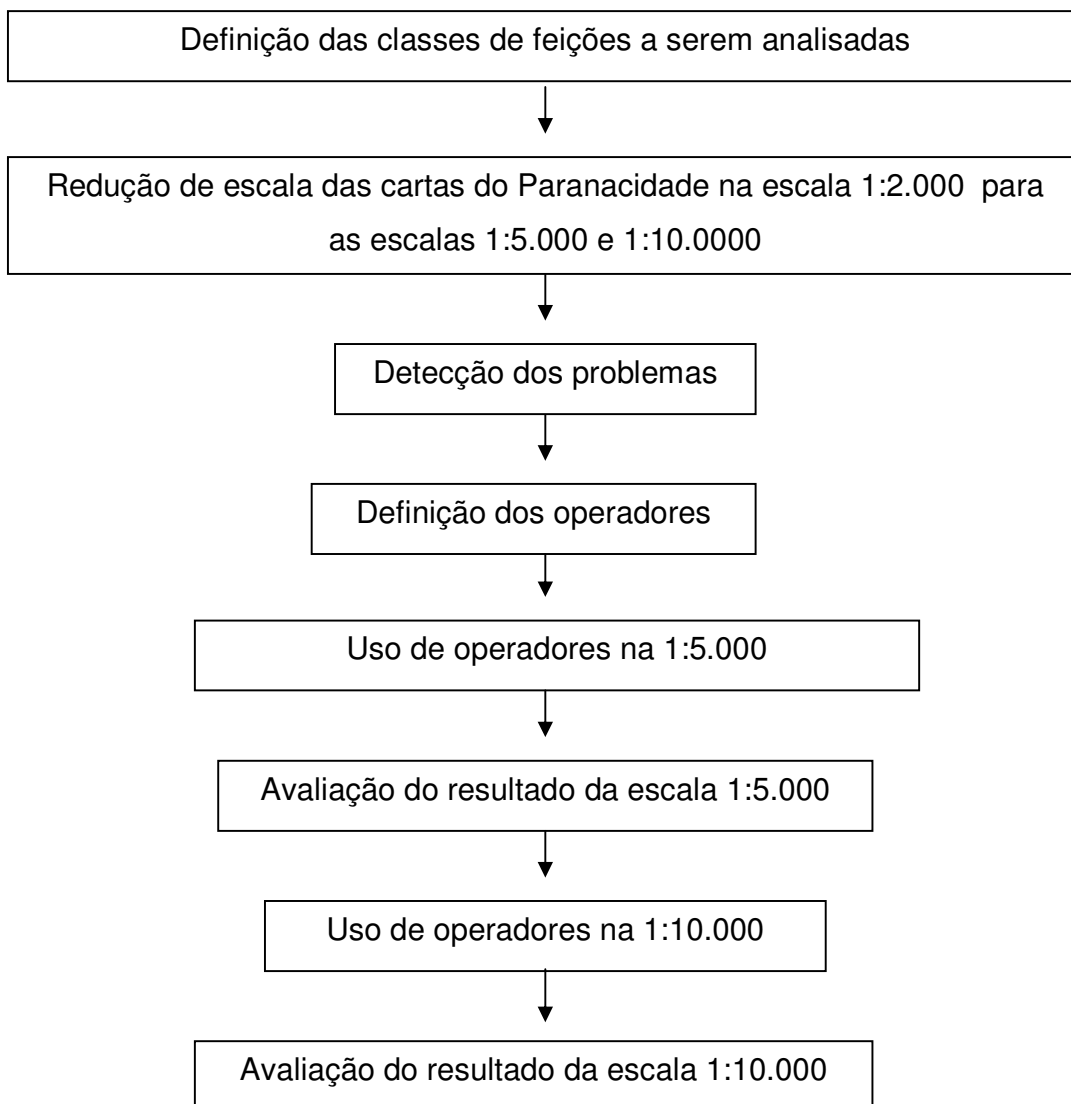 Definição das classes de feições a serem analisadas
Redução de escala das cartas do Paranacidade na escala 1:2.000 para
as escalas 1:5.000 e 1:10.0000
Detecção dos problemas
Definição dos operadores
Uso de operadores na 1:5.000
Avaliação do resultado da escala 1:5.000
Uso de operadores na 1:10.000
Avaliação do resultado da escala 1:10.000